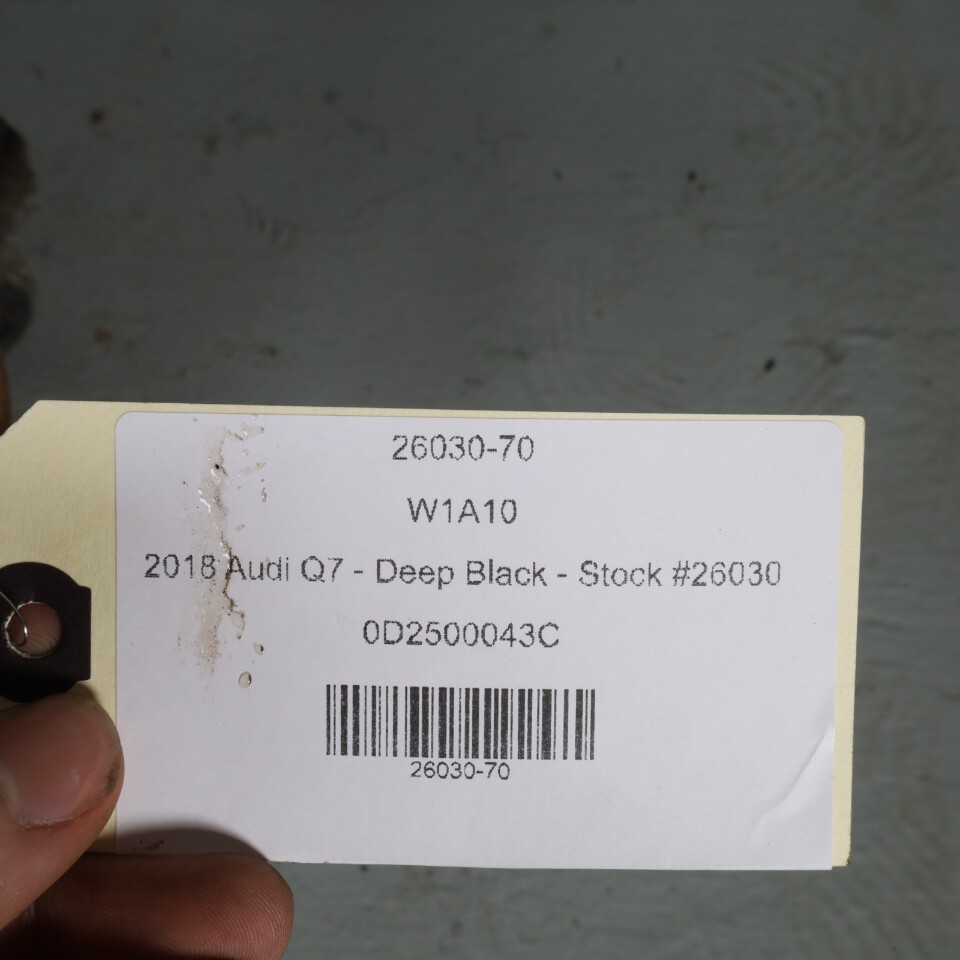 26030-70
W1A10
2018 Audi Q7 - Deep Black - Stock #26030
0D2500043C
26030-70